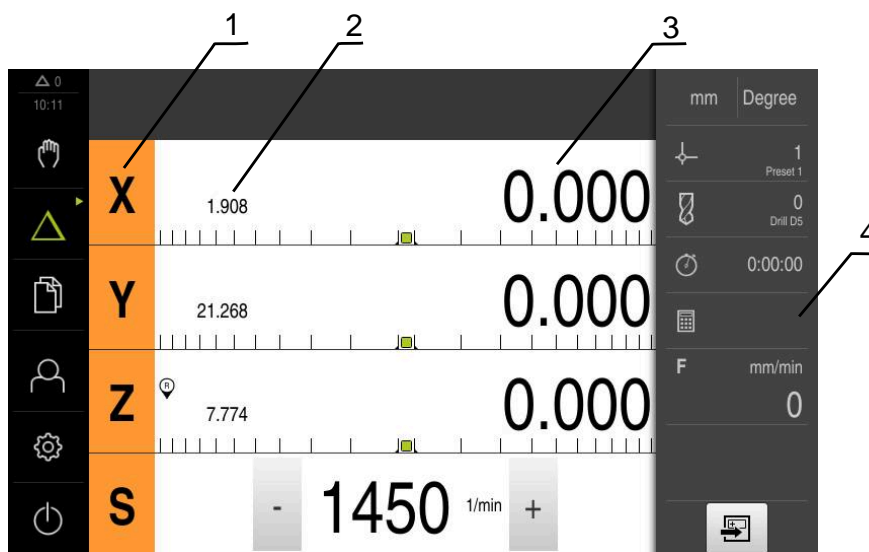 1 2 3
0
10:11
mm Degree
X 1.908 0.000
1
Preset 1
0
Drill D5
Y 21.268 0.000
0:00:00
4
Z R 7.774 0.000
F mm/min
0
S - 1450 1/min +